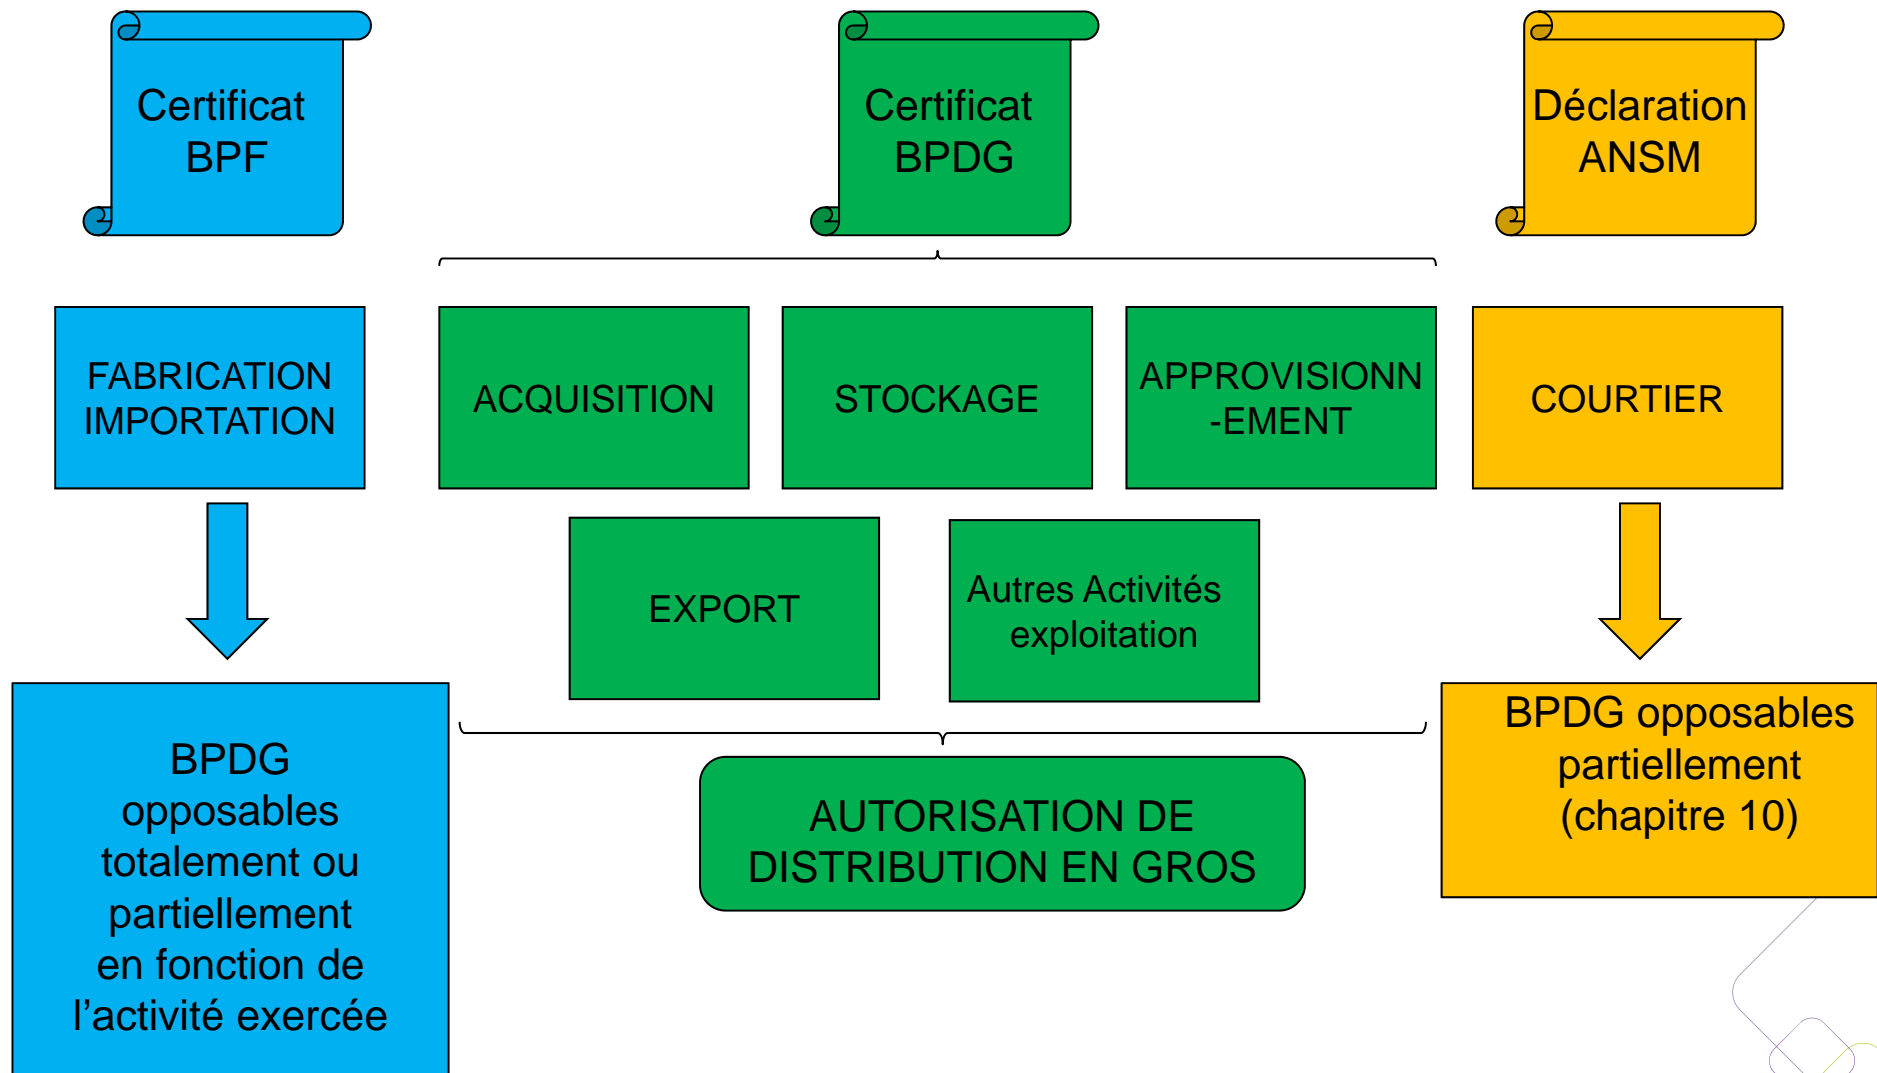 Certificat
BPF
Certificat
BPDG
Déclaration
ANSM
FABRICATION
IMPORTATION
ACQUISITION
STOCKAGE
APPROVISIONN
-EMENT
COURTIER
EXPORT
Autres Activités
exploitation
BPDG
opposables
totalement ou
partiellement
en fonction de
l’activité exercée
AUTORISATION DE
DISTRIBUTION EN GROS
BPDG opposables
partiellement
(chapitre 10)